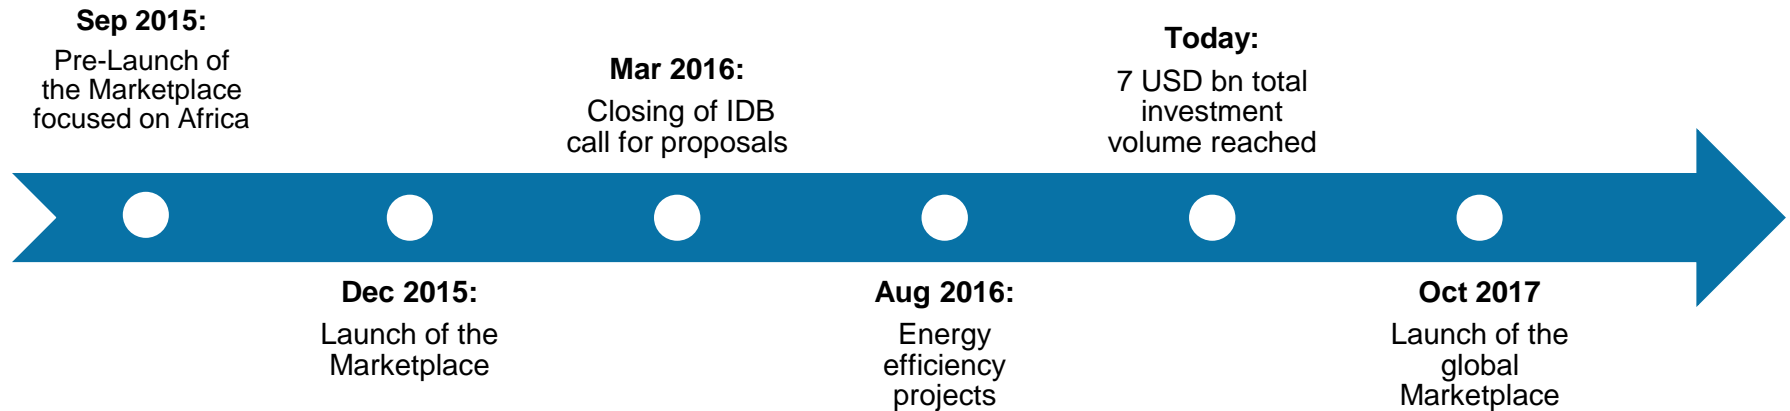 Sep 2015:
Pre-Launch of
the Marketplace
focused on Africa
Dec 2015:
Launch of the
Marketplace
Mar 2016:
Closing of IDB
call for proposals
Aug 2016:
Energy
efficiency
projects
Today:
7 USD bn total
investment
volume reached
Oct 2017
Launch of the
global
Marketplace